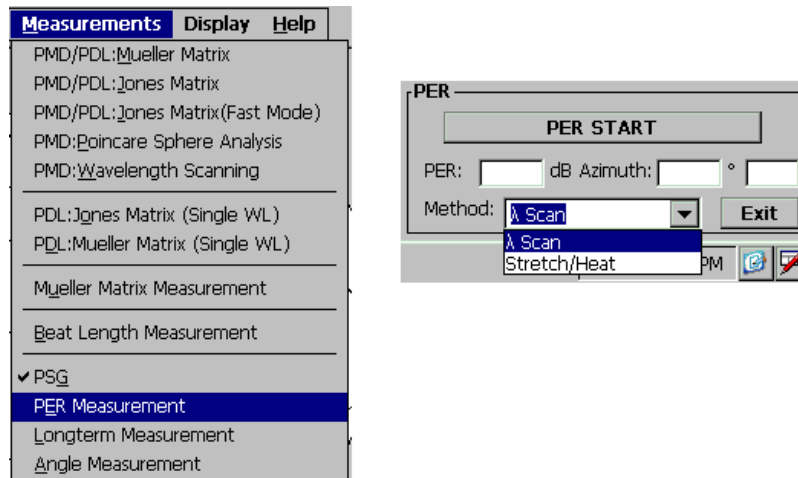 Measurements Display Help
PMD/PDL:Mueller Matrix
PMD/PDL:Jones Matrix
PMD/PDL:Jones Matrix(Fast Mode)
PMD:Poincare Sphere Analysis
PMD:Wavelength Scanning
PDL:Jones Matrix (Single WL)
PDL:Mueller Matrix (Single WL)
Mueller Matrix Measurement
Beat Length Measurement
PSG
PER Measurement
Longterm Measurement
Angle Measurement
PER
PER START
PER: dB Azimuth: °
Method: λ Scan Exit
λ Scan
Stretch/Heat PM